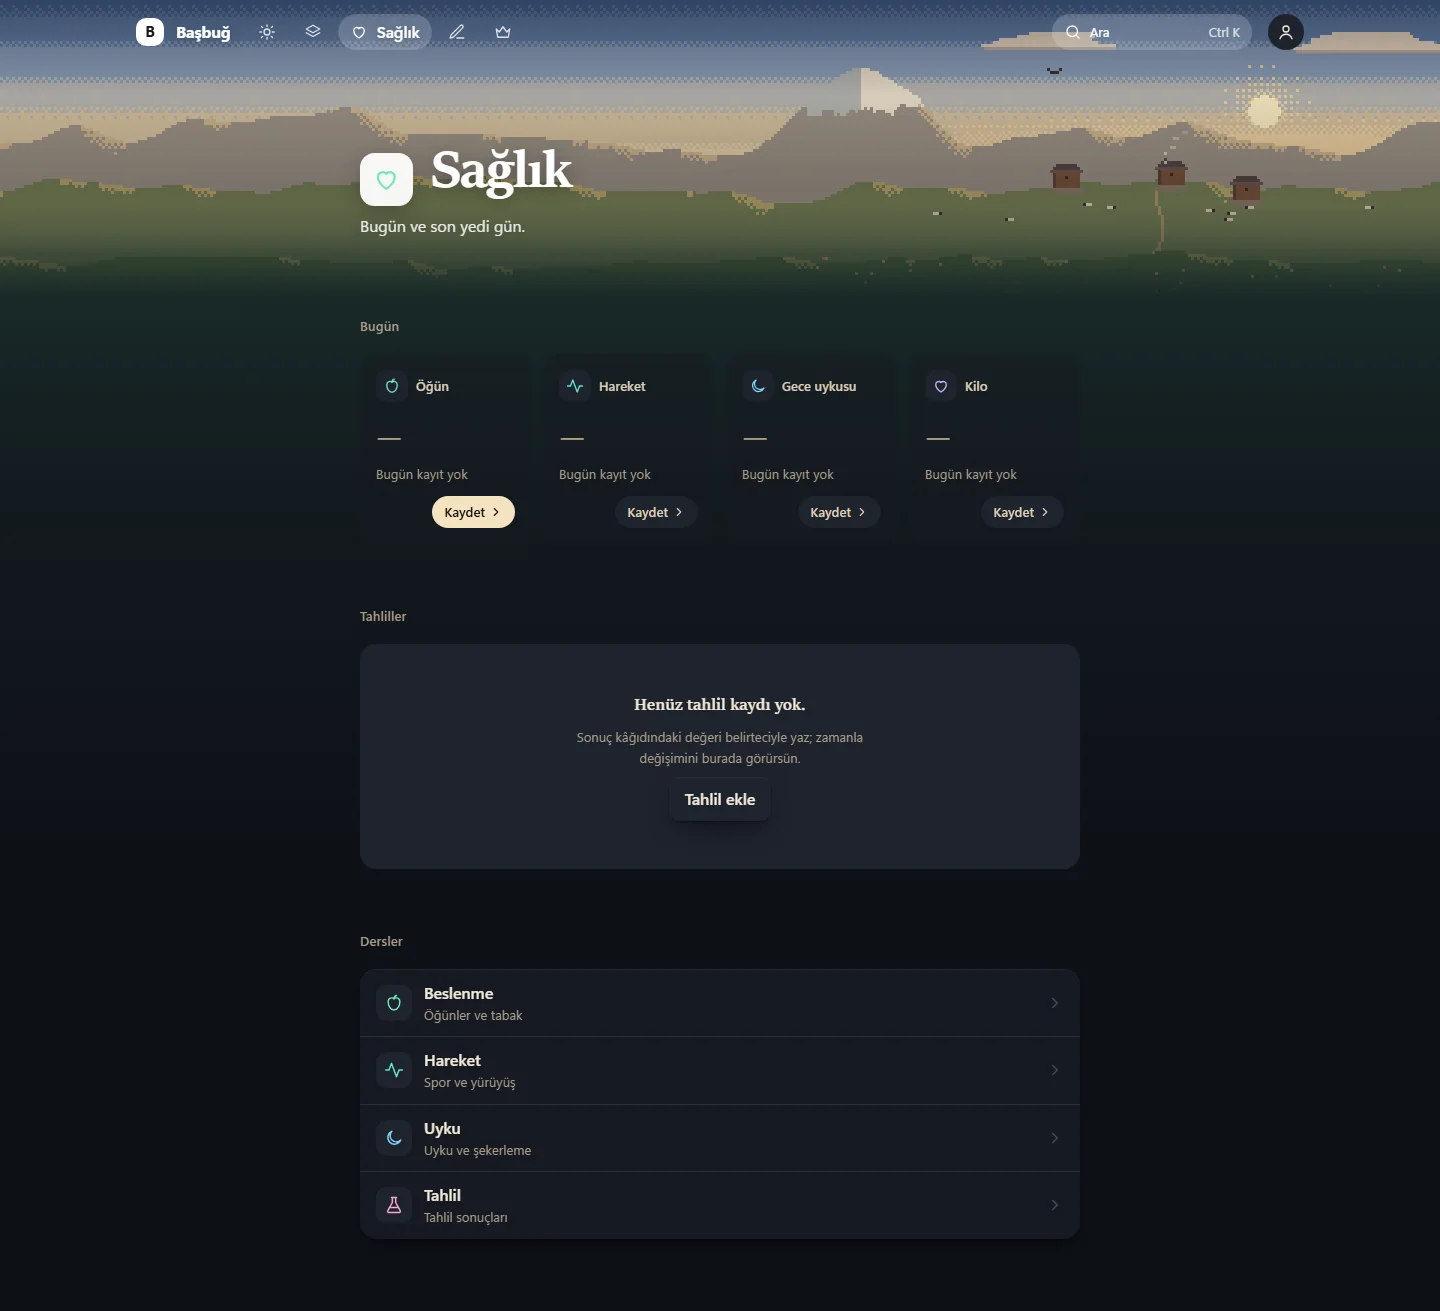 B Başbuğ Sağlık Ara Ctrl K
Sağlık
Bugün ve son yedi gün.
Bugün
Öğün Hareket Gece uykusu Kilo
— — — —
Bugün kayıt yok Bugün kayıt yok Bugün kayıt yok Bugün kayıt yok
Kaydet Kaydet Kaydet Kaydet
Tahliller
Henüz tahlil kaydı yok.
Sonuç kâğıdındaki değeri belirteciyle yaz; zamanla
değişimini burada görürsün.
Tahlil ekle
Dersler
Beslenme
Öğünler ve tabak
Hareket
Spor ve yürüyüş
Uyku
Uyku ve şekerleme
Tahlil
Tahlil sonuçları